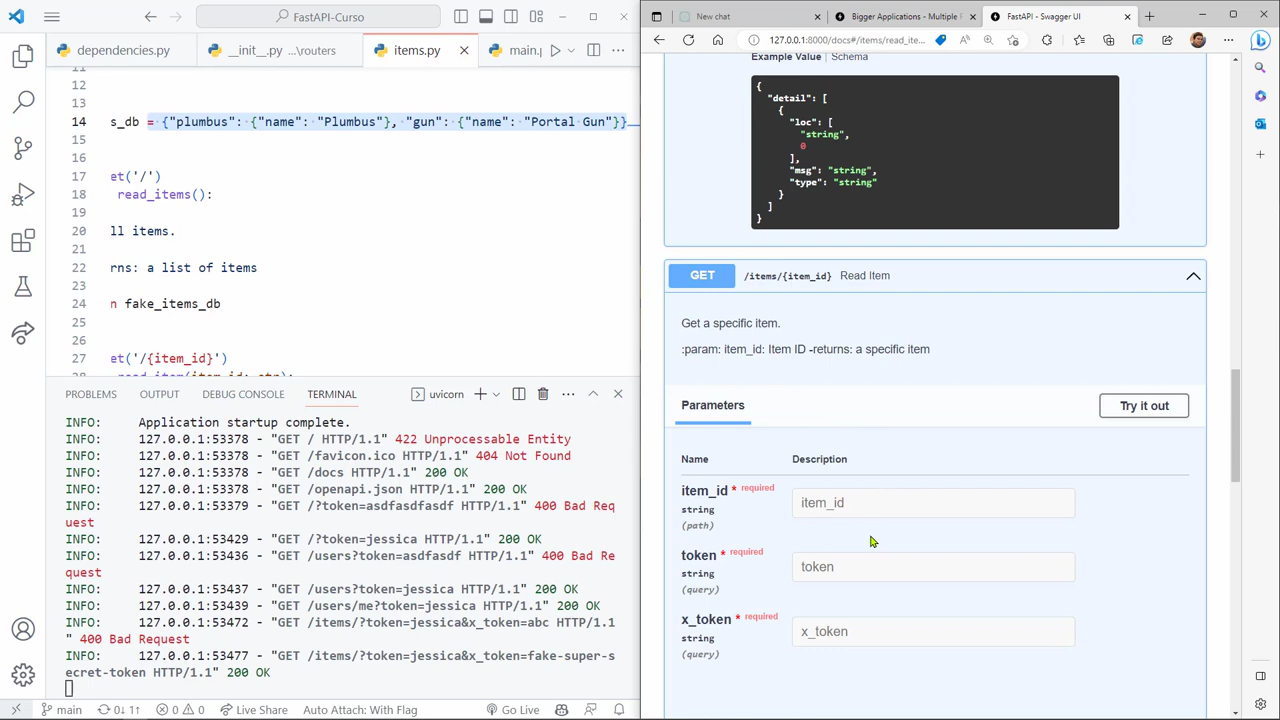 FastAPI-Curso
dependencies.py
__init__.py ...\routers
items.py
main.p
11
12
13
14 s_db = {"plumbus": {"name": "Plumbus"}, "gun": {"name": "Portal Gun"}}
15
16
17 et('/')
18 read_items():
19
20 ll items.
21
22 rns: a list of items
23
24 n fake_items_db
25
26
27 et('/{item_id}')
28 read_item(item_id: str):
PROBLEMS OUTPUT DEBUG CONSOLE TERMINAL uvicorn
INFO: Application startup complete.
INFO: 127.0.0.1:53378 - "GET / HTTP/1.1" 422 Unprocessable Entity
INFO: 127.0.0.1:53378 - "GET /favicon.ico HTTP/1.1" 404 Not Found
INFO: 127.0.0.1:53378 - "GET /docs HTTP/1.1" 200 OK
INFO: 127.0.0.1:53378 - "GET /openapi.json HTTP/1.1" 200 OK
INFO: 127.0.0.1:53379 - "GET /?token=asdfasdfasdf HTTP/1.1" 400 Bad Req
uest
INFO: 127.0.0.1:53429 - "GET /?token=jessica HTTP/1.1" 200 OK
INFO: 127.0.0.1:53436 - "GET /users?token=asdfasdf HTTP/1.1" 400 Bad Re
quest
INFO: 127.0.0.1:53437 - "GET /users?token=jessica HTTP/1.1" 200 OK
INFO: 127.0.0.1:53439 - "GET /users/me?token=jessica HTTP/1.1" 200 OK
INFO: 127.0.0.1:53472 - "GET /items/?token=jessica&x_token=abc HTTP/1.1
" 400 Bad Request
INFO: 127.0.0.1:53477 - "GET /items/?token=jessica&x_token=fake-super-s
ecret-token HTTP/1.1" 200 OK
main 0↓ 1↑ 0 0 Live Share Auto Attach: With Flag Go Live
New chat
Bigger Applications - Multiple F
FastAPI - Swagger UI
127.0.0.1:8000/docs#/items/read_ite...
Example Value | Schema
{
"detail": [
{
"loc": [
"string",
0
],
"msg": "string",
"type": "string"
}
]
}
GET /items/{item_id} Read Item
Get a specific item.
:param: item_id: Item ID -returns: a specific item
Parameters
Try it out
Name Description
item_id * required
string
(path)
item_id
token * required
string
(query)
token
x_token * required
string
(query)
x_token